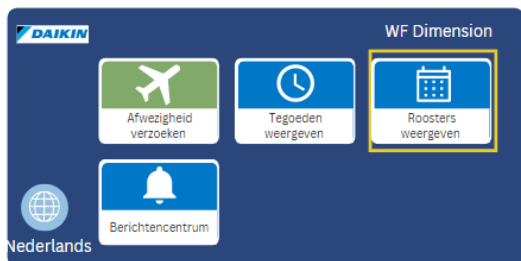 DAIKIN
WF Dimension
Afwezigheid
verzoeken
Tegoeden
weergeven
Roosters
weergeven
Berichtencentrum
Nederlands